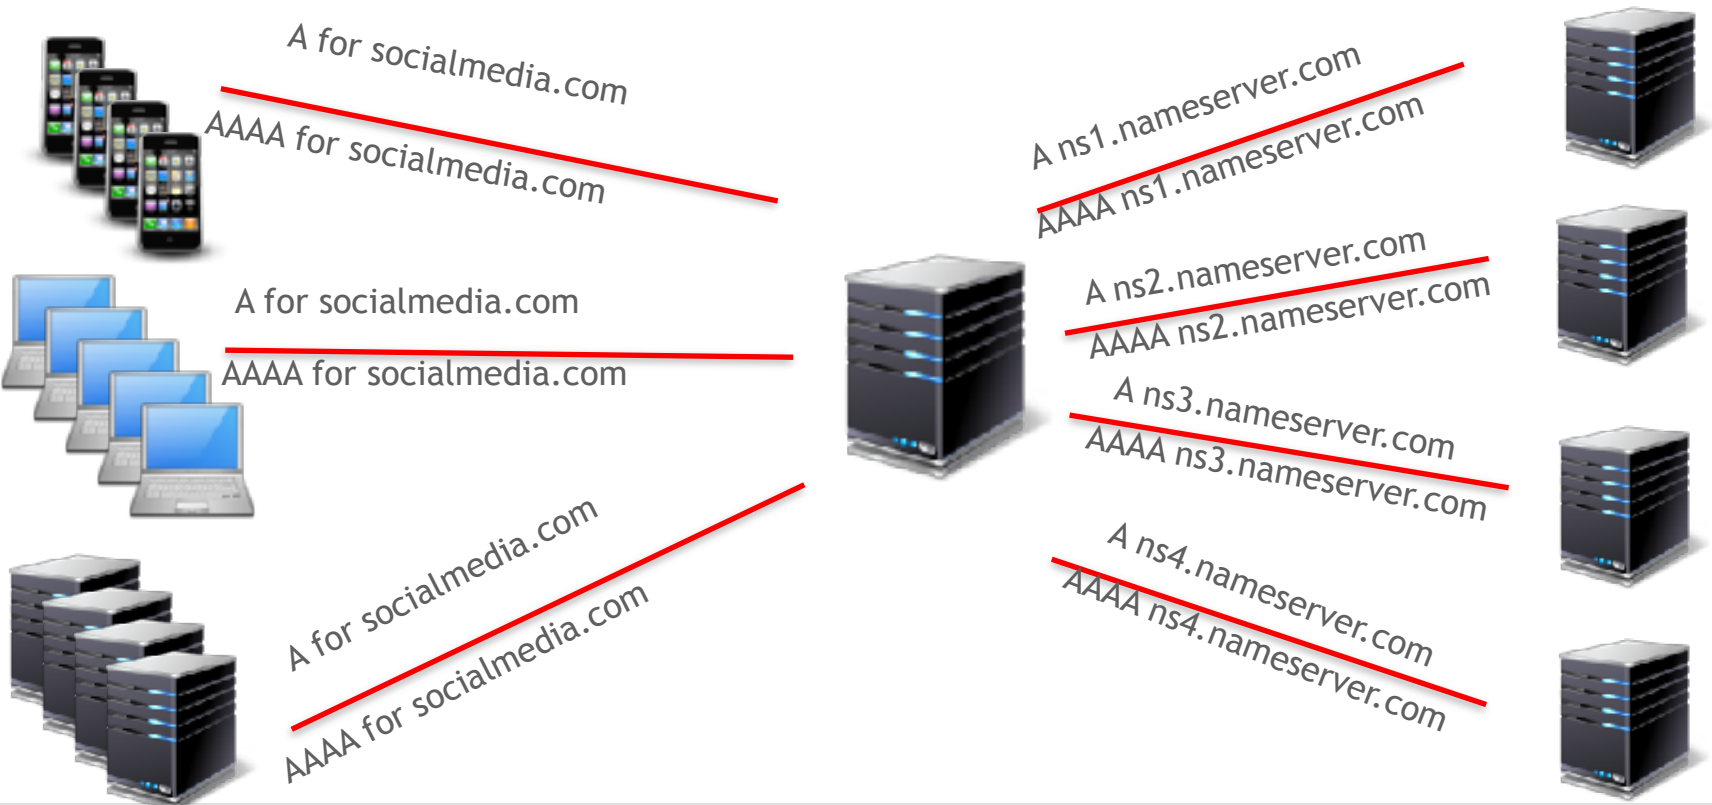 A for socialmedia.com
AAAA for socialmedia.com
A for socialmedia.com
AAAA for socialmedia.com
A for socialmedia.com
AAAA for socialmedia.com
A ns1.nameserver.com
AAAA ns1.nameserver.com
A ns2.nameserver.com
AAAA ns2.nameserver.com
A ns3.nameserver.com
AAAA ns3.nameserver.com
A ns4.nameserver.com
AAAA ns4.nameserver.com